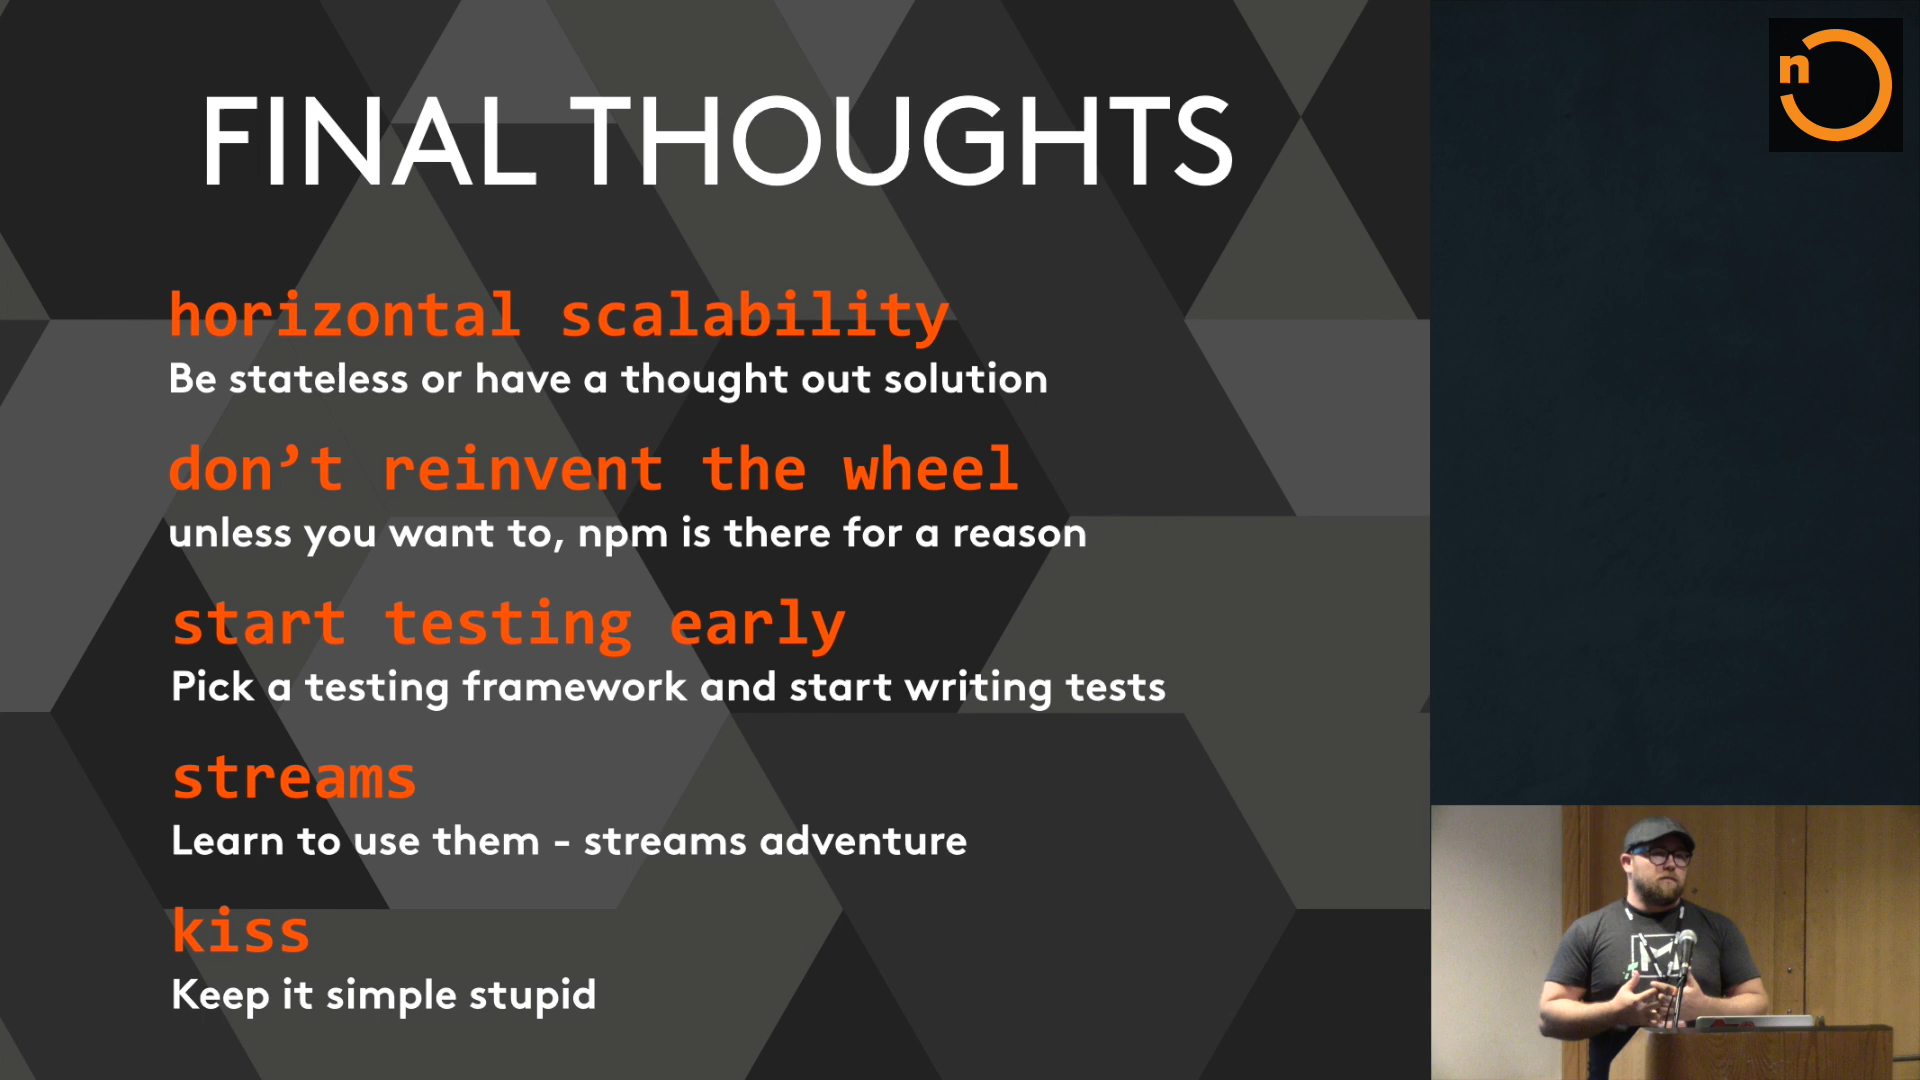 FINAL THOUGHTS
horizontal scalability
Be stateless or have a thought out solution
don’t reinvent the wheel
unless you want to, npm is there for a reason
start testing early
Pick a testing framework and start writing tests
streams
Learn to use them - streams adventure
kiss
Keep it simple stupid
n
M